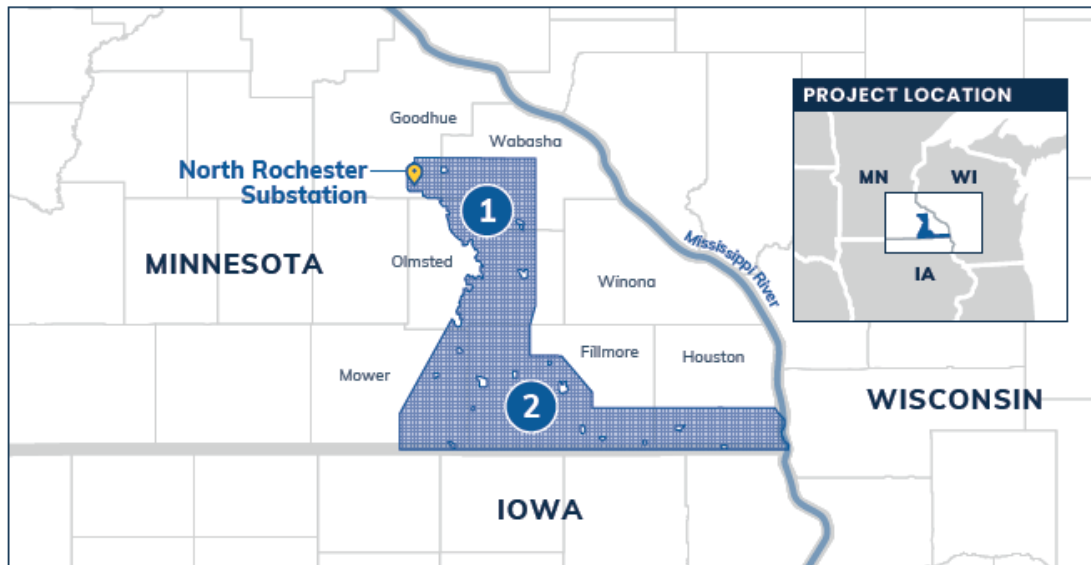 Goodhue
Wabasha
North Rochester
Substation
1
MINNESOTA
Olmsted
Winona
Mississippi River
Mower
Fillmore
Houston
2
WISCONSIN
IOWA
PROJECT LOCATION
MN
WI
IA